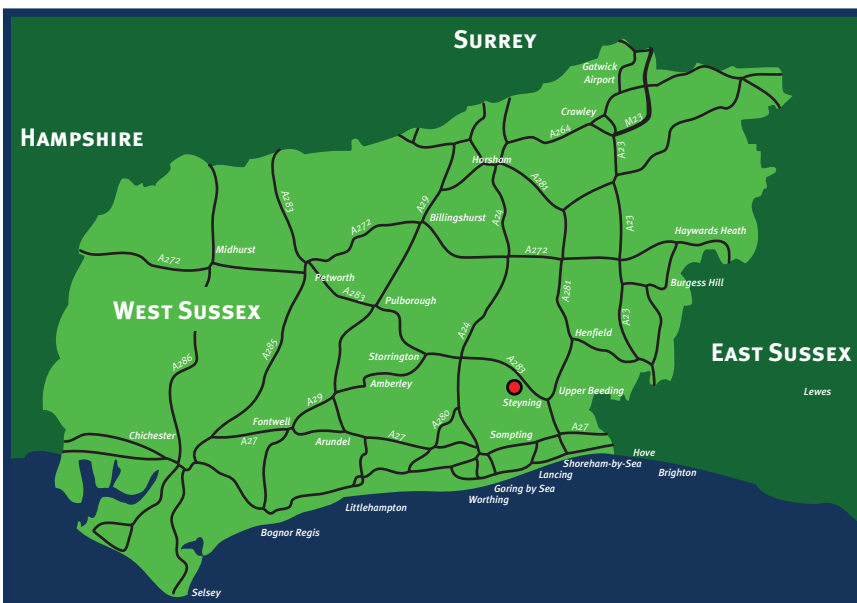 SURREY
Gatwick
Airport
Crawley
M23
HAMPSHIRE
A264
A23
Horsham
A281
A283
A29
A24
Billingshurst
A272
A23
Haywards Heath
Midhurst
A272
A272
Petworth
A283
Pulborough
A281
Burgess Hill
WEST SUSSEX
A23
A24
Henfield
A285
A286
Storrington
A283
EAST SUSSEX
Amberley
Upper Beeding
Lewes
Steyning
A29
Fontwell
A280
Chichester
A27
Arundel
A27
Sompting
A27
Hove
Shoreham-by-Sea
Brighton
Lancing
Goring by Sea
Worthing
Littlehampton
Bognor Regis
Selsey